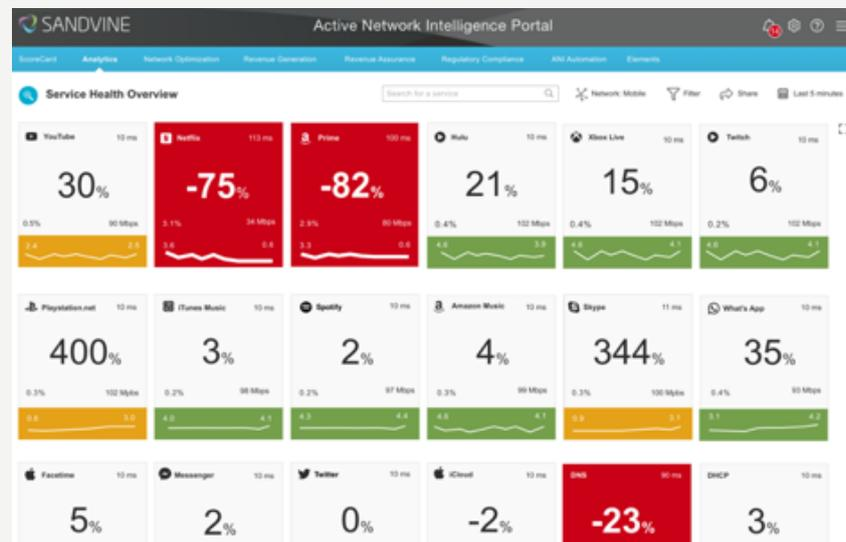 SANDVINE
Active Network Intelligence Portal
14
ScoreCard Analytics Network Optimization Revenue Generation Revenue Assurance Regulatory Compliance ANI Automation Elements
Service Health Overview
Search for a service
Network: Mobile Filter Share Last 5 minutes
YouTube 10 ms Netflix 113 ms Prime 100 ms Hulu 10 ms Xbox Live 10 ms Twitch 10 ms
30% -75% -82% 21% 15% 6%
0.5% 90 Mbps 3.1% 34 Mbps 2.9% 80 Mbps 0.4% 102 Mbps 0.4% 102 Mbps 0.2% 102 Mbps
2.4 2.5 3.6 0.6 3.3 0.6 4.6 3.9 4.6 4.1 4.6 4.1
Playstation.net 10 ms iTunes Music 10 ms Spotify 10 ms Amazon Music 10 ms Skype 11 ms What's App 10 ms
400% 3% 2% 4% 344% 35%
0.3% 102 Mpbs 0.2% 98 Mbps 0.2% 97 Mbps 0.3% 99 Mbps 0.3% 100 Mpbs 0.4% 93 Mbps
0.6 3.0 4.0 4.1 4.3 4.4 4.6 4.1 0.9 3.1 3.1 4.2
Facetime 10 ms Messenger 10 ms Twitter 10 ms iCloud 10 ms DNS 90 ms DHCP 10 ms
5% 2% 0% -2% -23% 3%